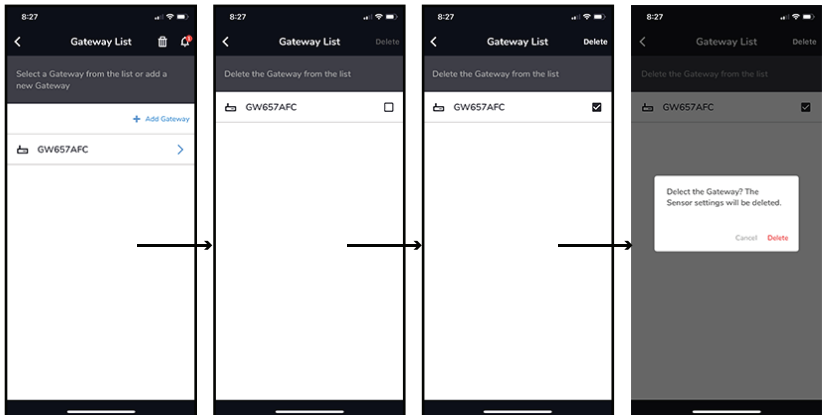 8:27
Gateway List
Select a Gateway from the list or add a
new Gateway
+ Add Gateway
GW657AFC
8:27
Gateway List Delete
Delete the Gateway from the list
GW657AFC
8:27
Gateway List Delete
Delete the Gateway from the list
GW657AFC
8:27
Gateway List Delete
Delete the Gateway from the list
GW657AFC
Delect the Gateway? The
Sensor settings will be deleted.
Cancel Delete